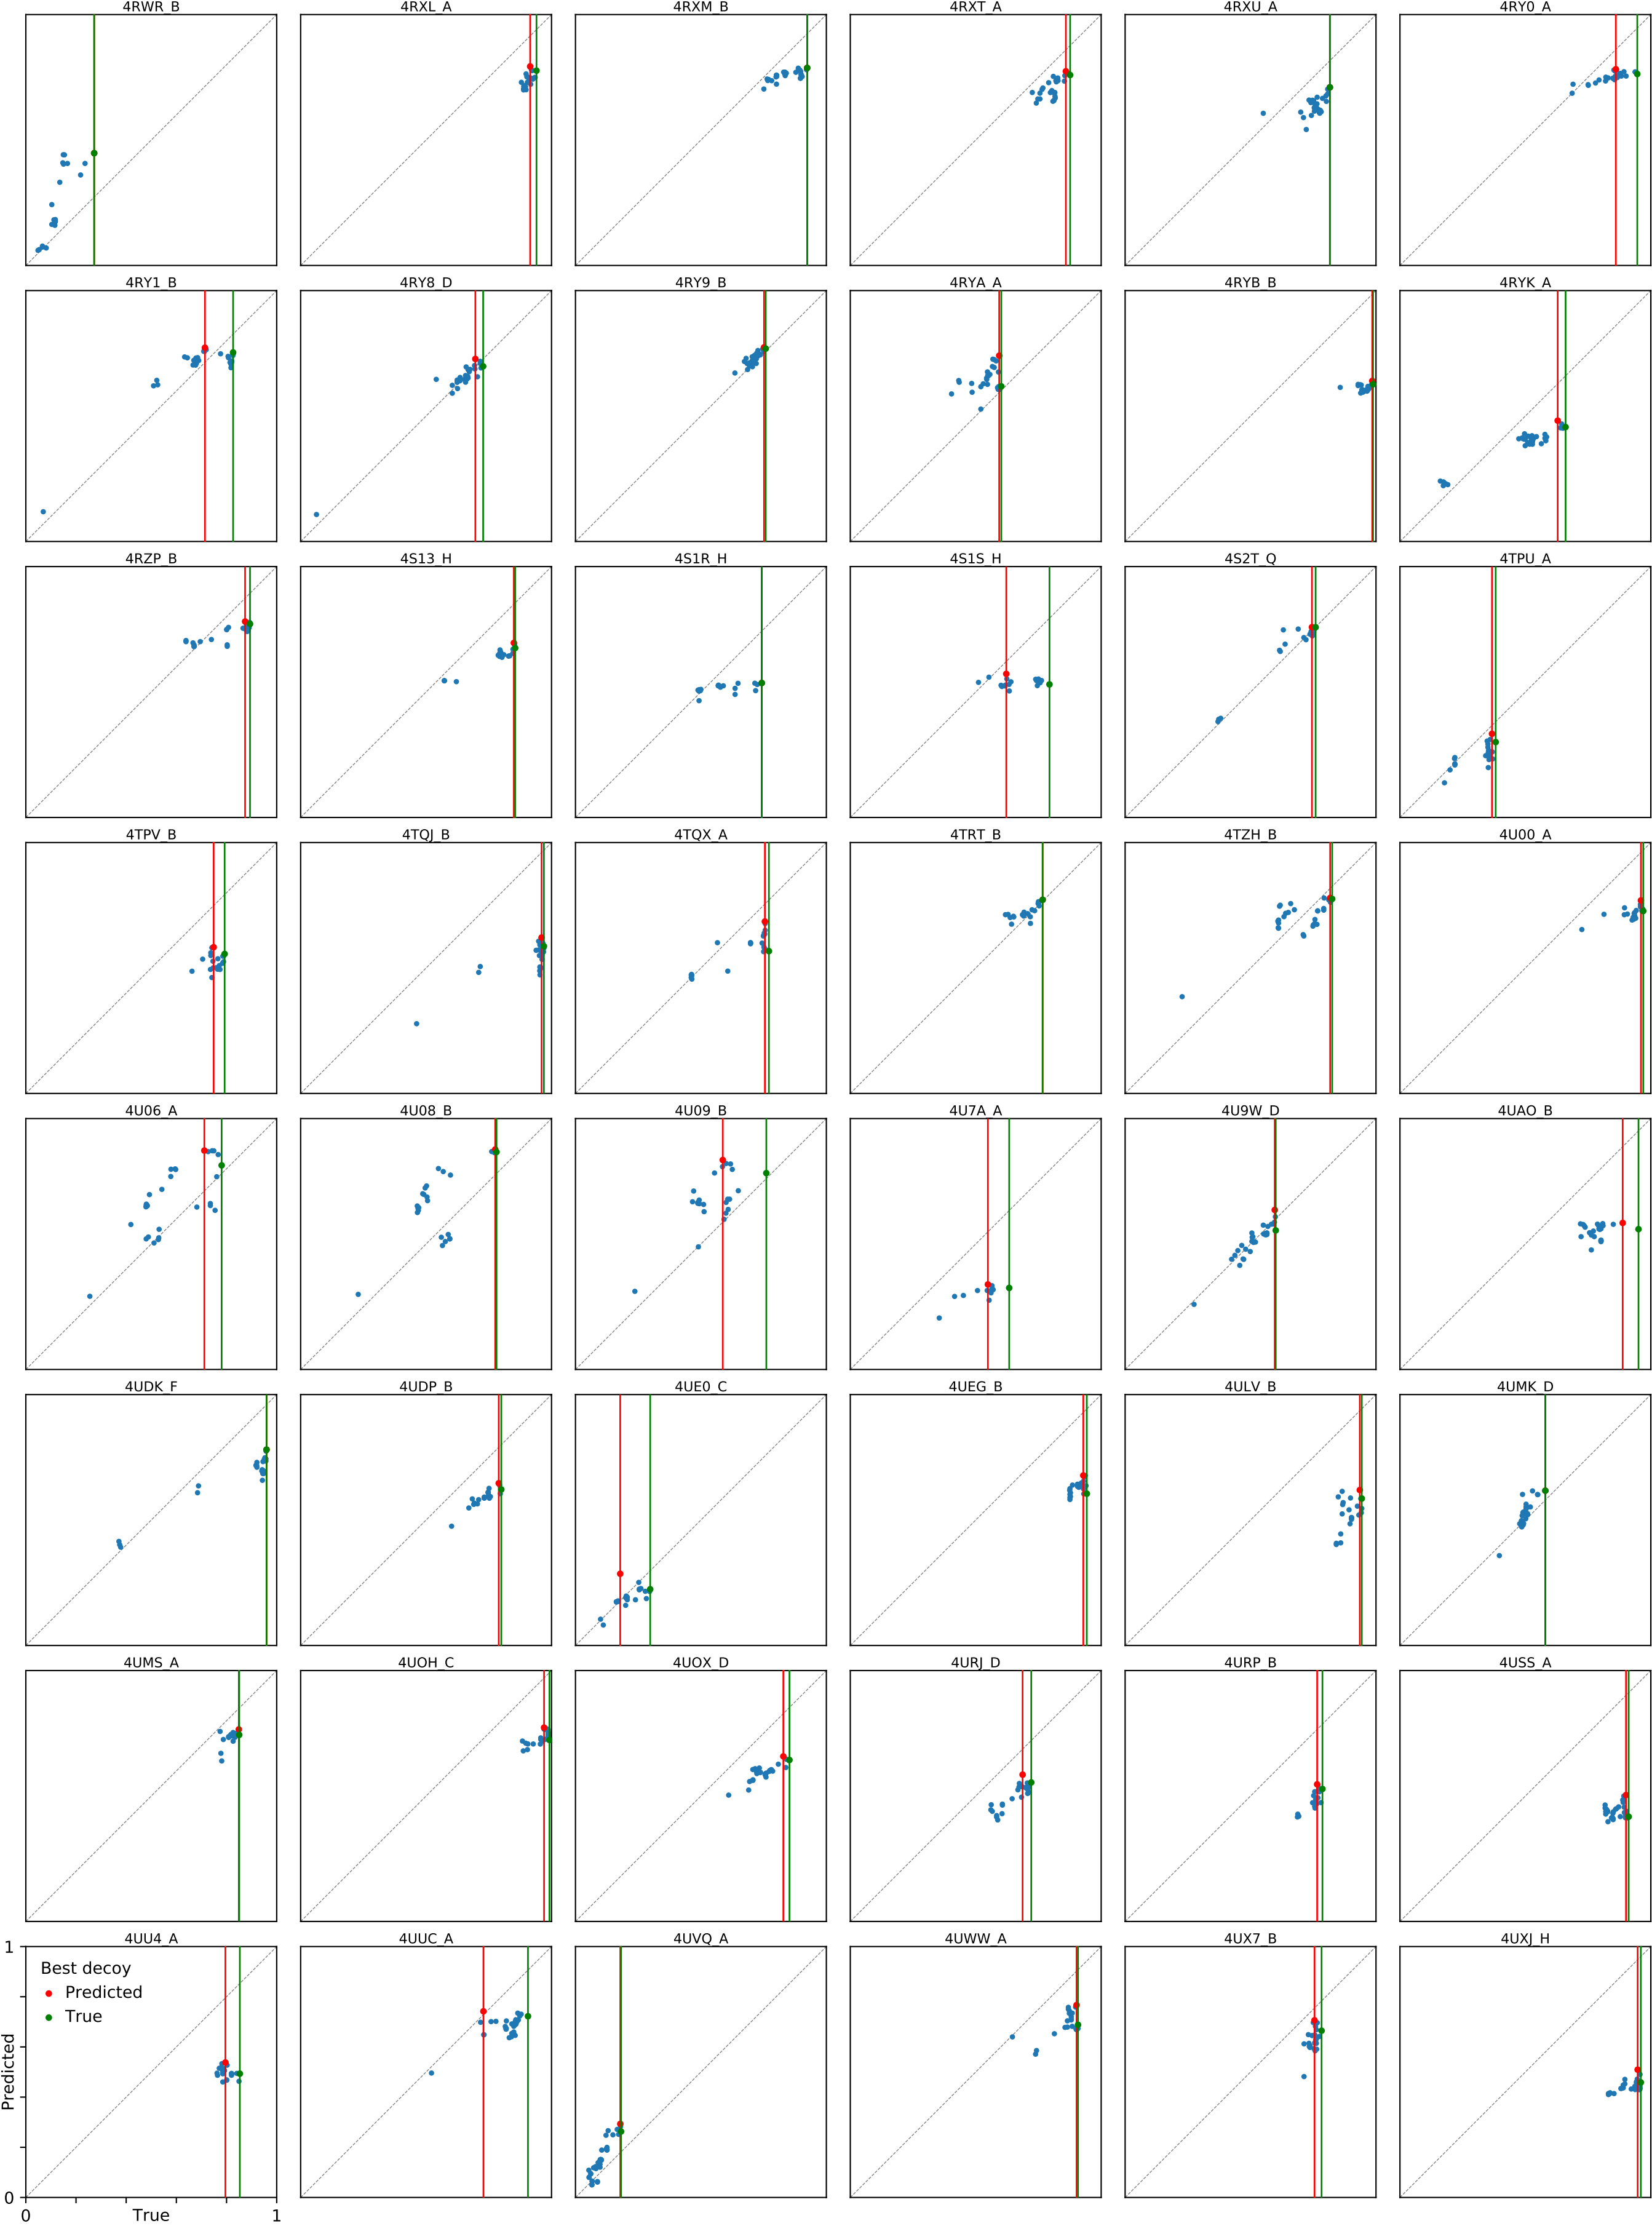 4RWR_B 4RXL_A 4RXM_B 4RXT_A 4RXU_A 4RY0_A
4RY1_B 4RY8_D 4RY9_B 4RYA_A 4RYB_B 4RYK_A
4RZP_B 4S13_H 4S1R_H 4S1S_H 4S2T_Q 4TPU_A
4TPV_B 4TQJ_B 4TQX_A 4TRT_B 4TZH_B 4U00_A
4U06_A 4U08_B 4U09_B 4U7A_A 4U9W_D 4UAO_B
4UDK_F 4UDP_B 4UE0_C 4UEG_B 4ULV_B 4UMK_D
4UMS_A 4UOH_C 4UOX_D 4URJ_D 4URP_B 4USS_A
4UU4_A 4UUC_A 4UVQ_A 4UWW_A 4UX7_B 4UXJ_H
1
Best decoy
Predicted
True
Predicted
0
0 True 1